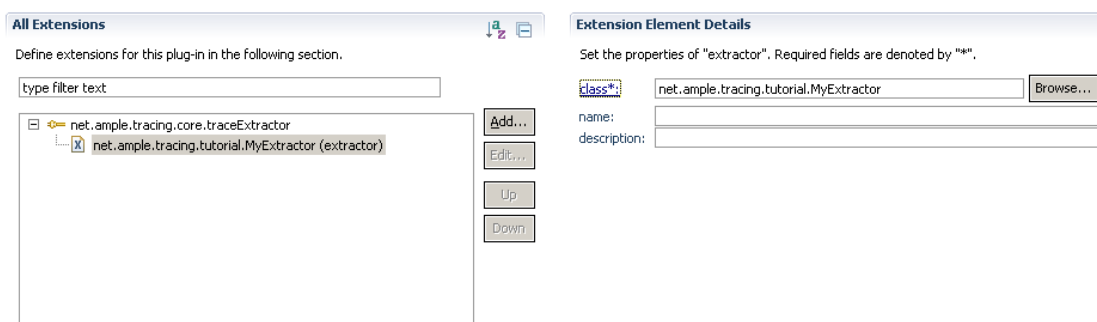 All Extensions
Define extensions for this plug-in in the following section.
type filter text
net.ample.tracing.core.traceExtractor
net.ample.tracing.tutorial.MyExtractor (extractor)
Add...
Edit...
Up
Down
Extension Element Details
Set the properties of "extractor". Required fields are denoted by "*".
class*: net.ample.tracing.tutorial.MyExtractor Browse...
name:
description: